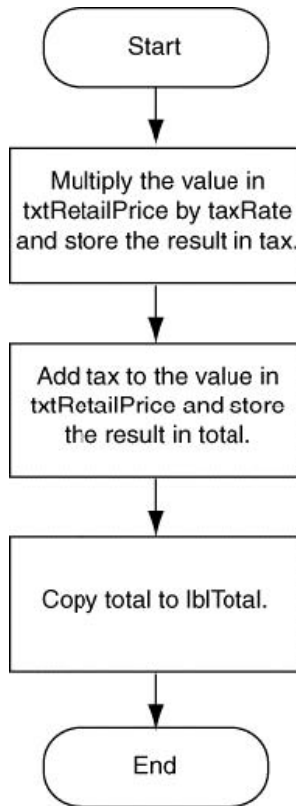 Start
Multiply the value in
txtRetailPrice by taxRate
and store the result in tax.
Add tax to the value in
txtRetailPrice and store
the result in total.
Copy total to lblTotal.
End